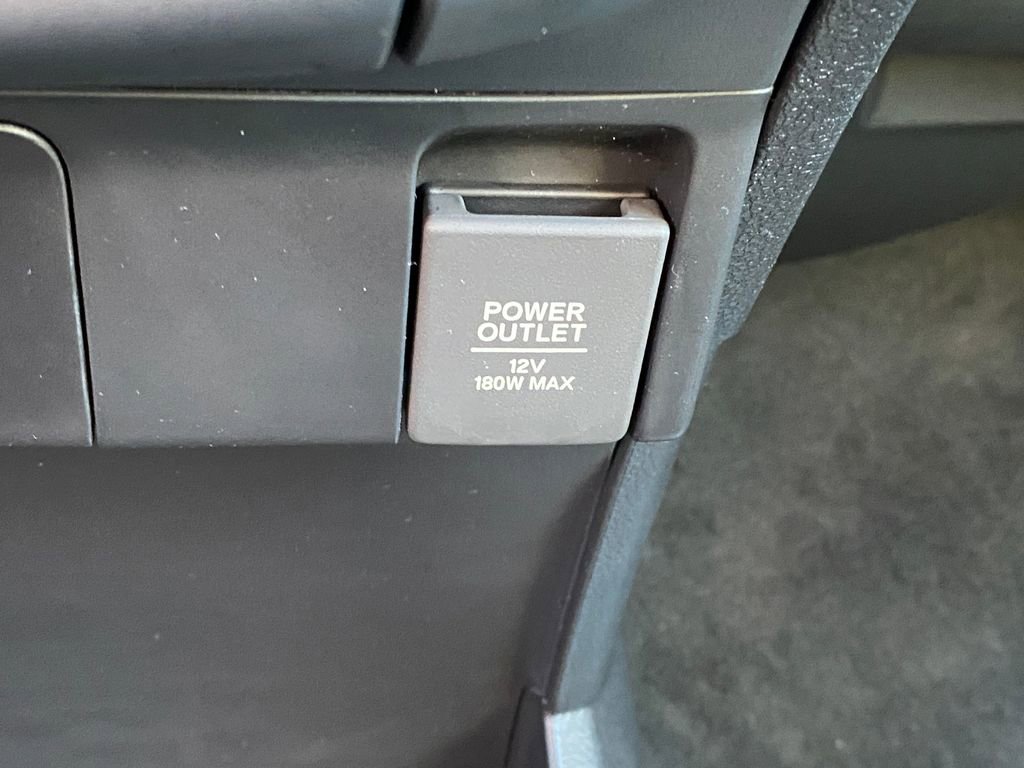 POWER
OUTLET
12V
180W MAX